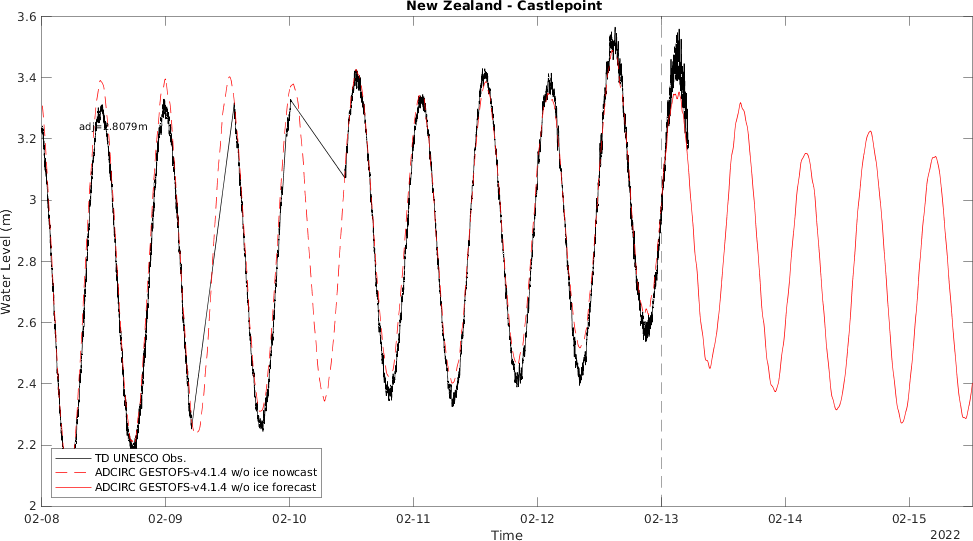 New Zealand - Castlepoint
3.6
3.4
3.2
3
2.8
2.6
2.4
2.2
2
Water Level (m)
adj=2.8079m
TD UNESCO Obs.
ADCIRC GESTOFS-v4.1.4 w/o ice nowcast
ADCIRC GESTOFS-v4.1.4 w/o ice forecast
02-08 02-09 02-10 02-11 02-12 02-13 02-14 02-15
Time
2022